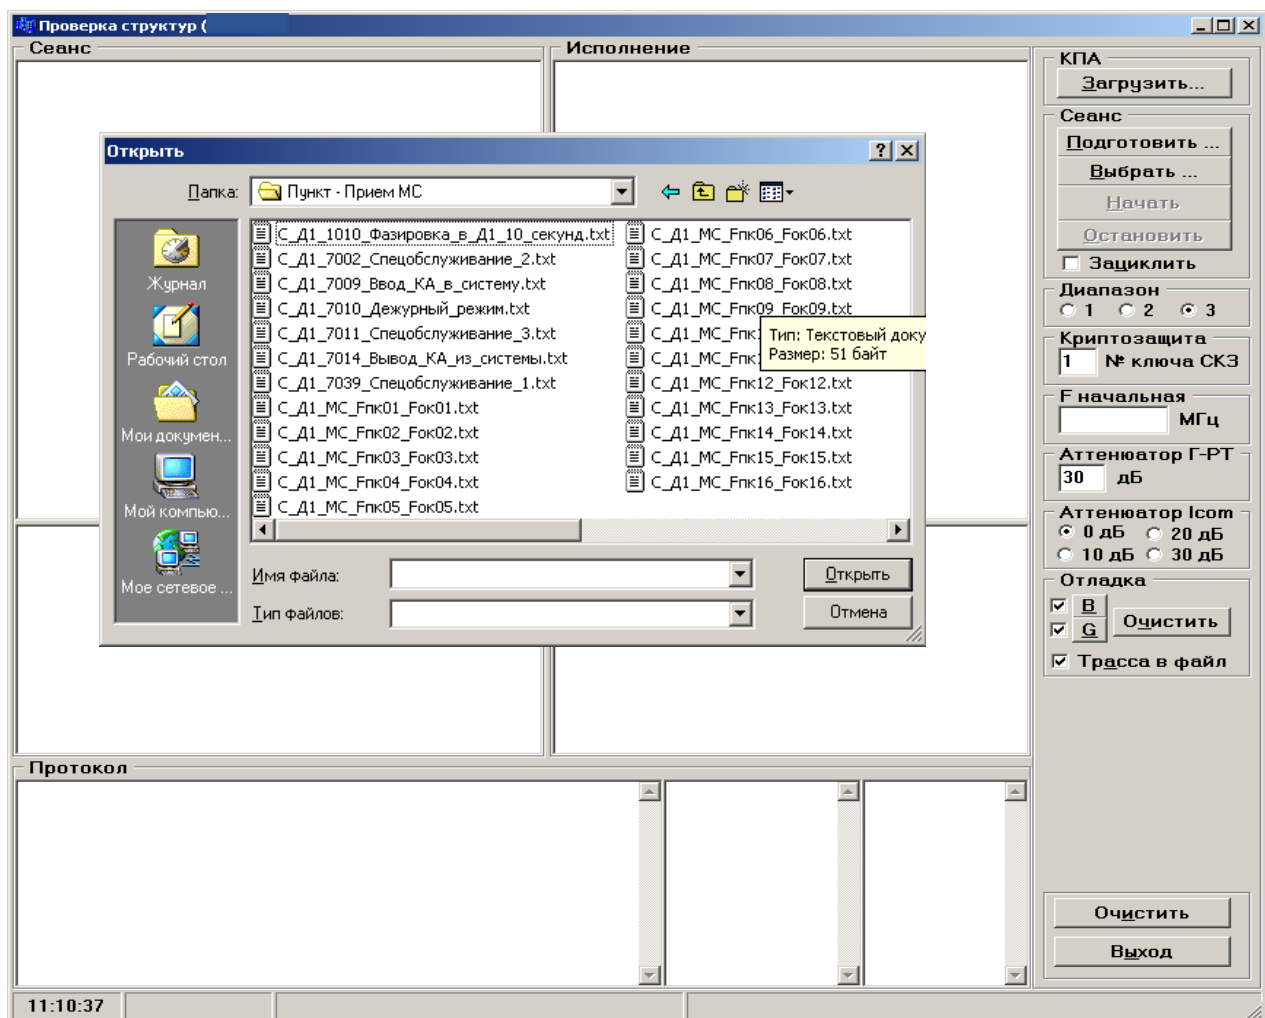 Проверка структур (
Сеанс
Исполнение
КПА
Загрузить...
Сеанс
Подготовить ...
Выбрать ...
Начать
Остановить
Зациклить
Диапазон
1 2 3
Криптозащита
1 № ключа СКЗ
F начальная
МГц
Аттенюатор Г-РТ
30 дБ
Аттенюатор Icom
0 дБ 20 дБ
10 дБ 30 дБ
Отладка
B
G
Очистить
Трасса в файл
Открыть
Папка: Пункт - Прием МС
Журнал
Рабочий стол
Мои докумен...
Мой компью...
Мое сетевое ...
С_Д1_1010_Фазировка_в_Д1_10_секунд.txt
С_Д1_7002_Спецобслуживание_2.txt
С_Д1_7009_Ввод_КА_в_систему.txt
С_Д1_7010_Дежурный_режим.txt
С_Д1_7011_Спецобслуживание_3.txt
С_Д1_7014_Вывод_КА_из_системы.txt
С_Д1_7039_Спецобслуживание_1.txt
С_Д1_МС_Fпк01_Fок01.txt
С_Д1_МС_Fпк02_Fок02.txt
С_Д1_МС_Fпк03_Fок03.txt
С_Д1_МС_Fпк04_Fок04.txt
С_Д1_МС_Fпк05_Fок05.txt
С_Д1_МС_Fпк06_Fок06.txt
С_Д1_МС_Fпк07_Fок07.txt
С_Д1_МС_Fпк08_Fок08.txt
С_Д1_МС_Fпк09_Fок09.txt
С_Д1_МС_Fпк
С_Д1_МС_Fпк
С_Д1_МС_Fпк12_Fок12.txt
С_Д1_МС_Fпк13_Fок13.txt
С_Д1_МС_Fпк14_Fок14.txt
С_Д1_МС_Fпк15_Fок15.txt
С_Д1_МС_Fпк16_Fок16.txt
Тип: Текстовый доку
Размер: 51 байт
Имя файла:
Открыть
Тип файлов:
Отмена
Протокол
Очистить
Выход
11:10:37